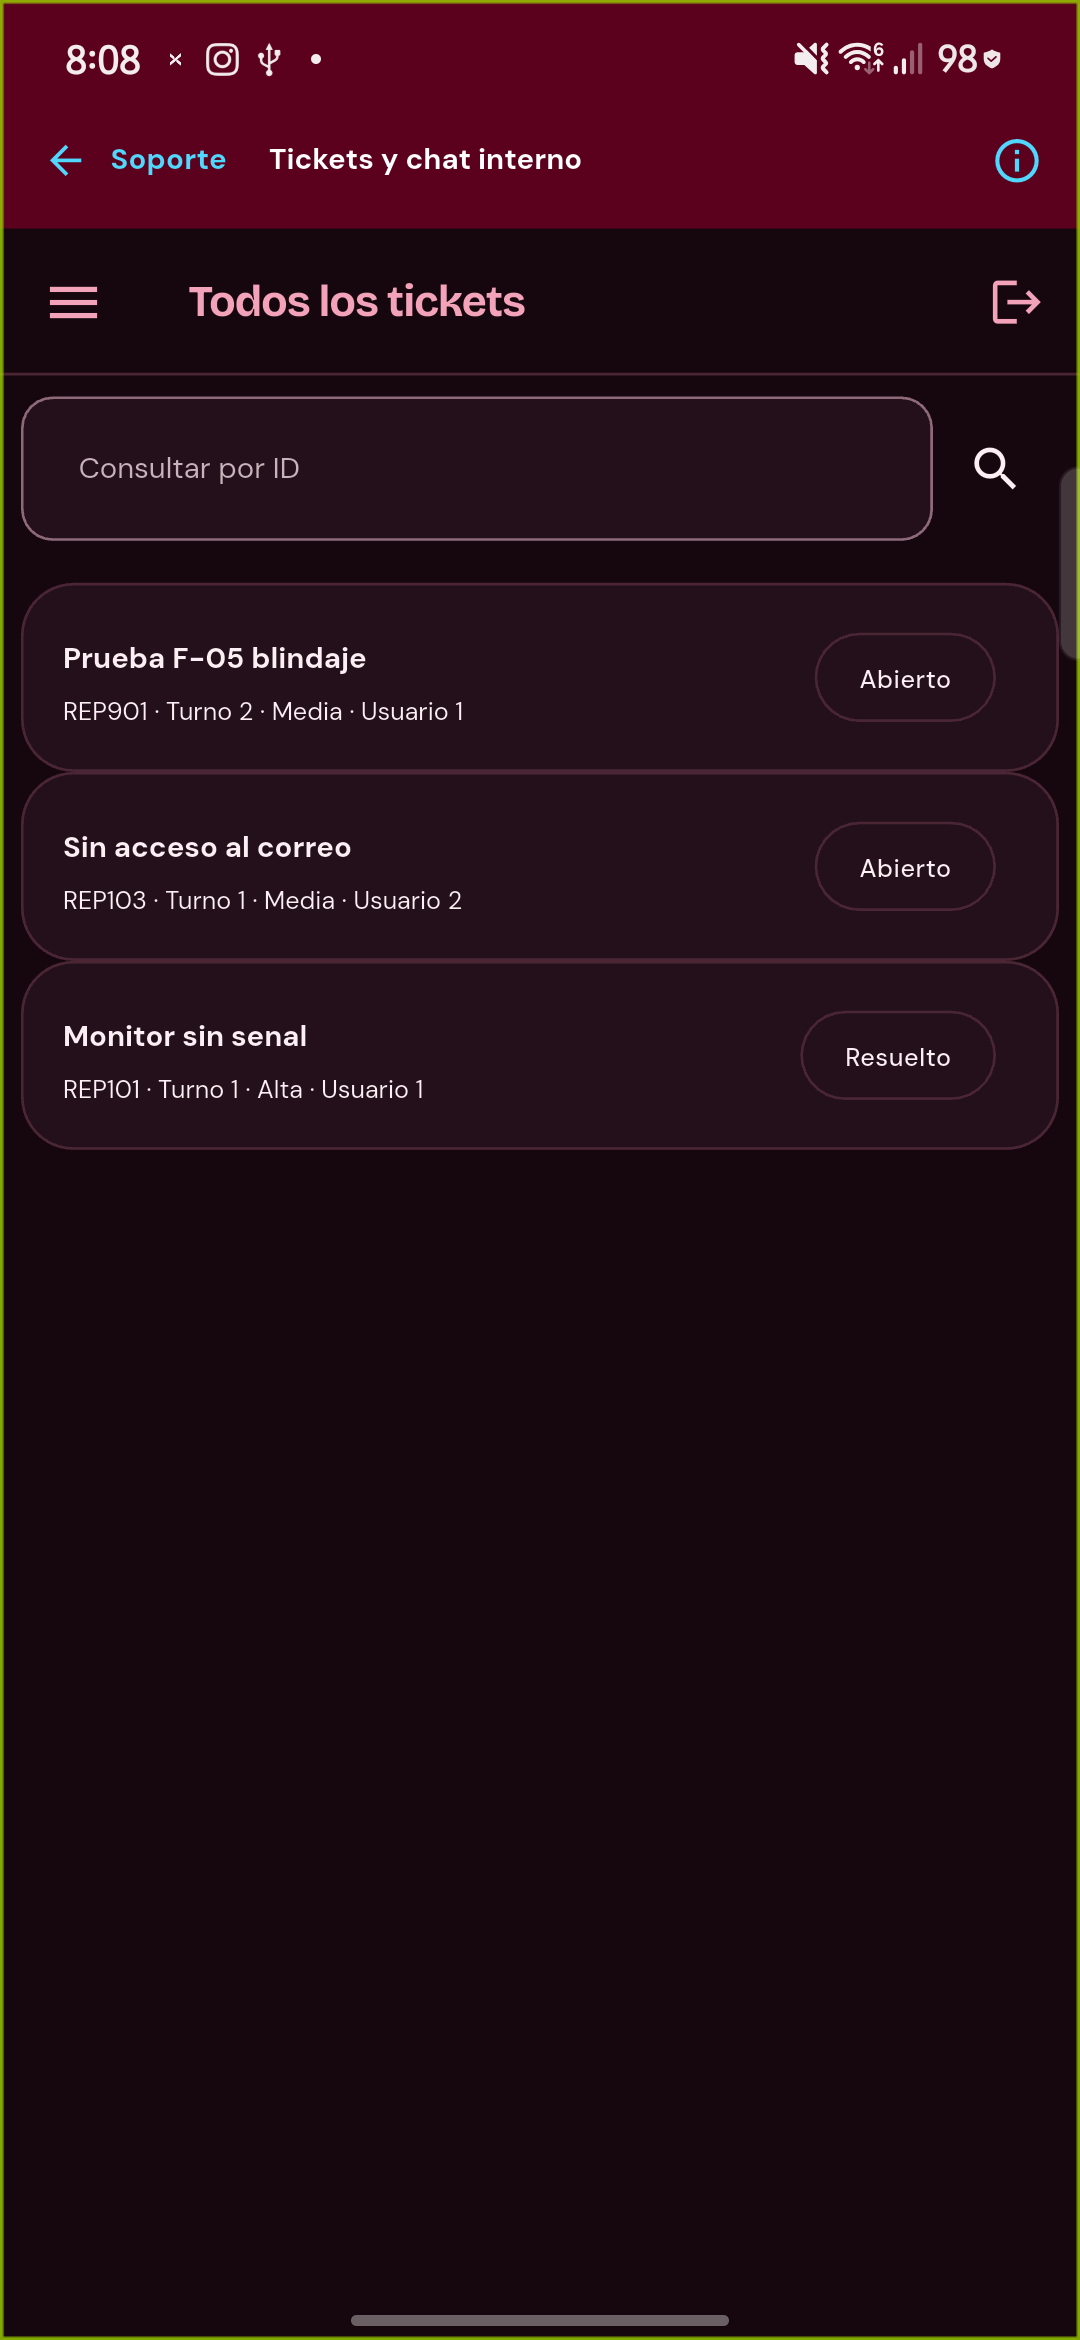 8:08
6
98
Soporte Tickets y chat interno
Todos los tickets
Consultar por ID
Prueba F-05 blindaje
Abierto
REP901 · Turno 2 · Media · Usuario 1
Sin acceso al correo
Abierto
REP103 · Turno 1 · Media · Usuario 2
Monitor sin senal
Resuelto
REP101 · Turno 1 · Alta · Usuario 1